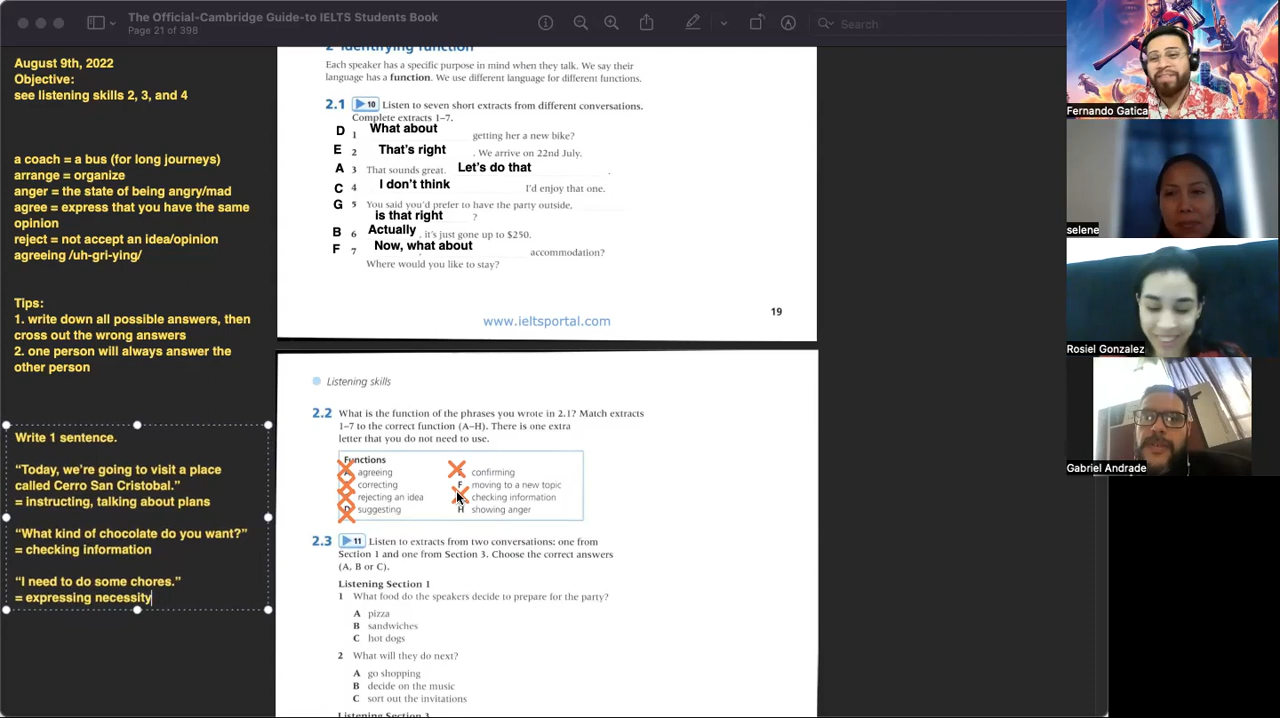 The Official-Cambridge Guide-to IELTS Students Book
Page 21 of 398
Search
August 9th, 2022
Objective:
see listening skills 2, 3, and 4
a coach = a bus (for long journeys)
arrange = organize
anger = the state of being angry/mad
agree = express that you have the same
opinion
reject = not accept an idea/opinion
agreeing /uh-gri-ying/
Tips:
1. write down all possible answers, then
cross out the wrong answers
2. one person will always answer the
other person
Write 1 sentence.
“Today, we’re going to visit a place
called Cerro San Cristobal.”
= instructing, talking about plans
“What kind of chocolate do you want?”
= checking information
“I need to do some chores.”
= expressing necessity
2 Identifying function
Each speaker has a specific purpose in mind when they talk. We say their
language has a function. We use different language for different functions.
2.1 10 Listen to seven short extracts from different conversations.
Complete extracts 1–7.
D 1 What about getting her a new bike?
E 2 That’s right . We arrive on 22nd July.
A 3 That sounds great. Let’s do that .
C 4 I don’t think I’d enjoy that one.
G 5 You said you’d prefer to have the party outside,
is that right ?
B 6 Actually , it’s just gone up to $250.
F 7 Now, what about accommodation?
Where would you like to stay?
19
www.ieltsportal.com
Listening skills
2.2 What is the function of the phrases you wrote in 2.1? Match extracts
1–7 to the correct function (A–H). There is one extra
letter that you do not need to use.
Functions
agreeing confirming
correcting F moving to a new topic
rejecting an idea checking information
D suggesting H showing anger
2.3 11 Listen to extracts from two conversations: one from
Section 1 and one from Section 3. Choose the correct answers
(A, B or C).
Listening Section 1
1 What food do the speakers decide to prepare for the party?
A pizza
B sandwiches
C hot dogs
2 What will they do next?
A go shopping
B decide on the music
C sort out the invitations
Listening Section 3
Fernando Gatica
selene
Rosiel Gonzalez
Gabriel Andrade